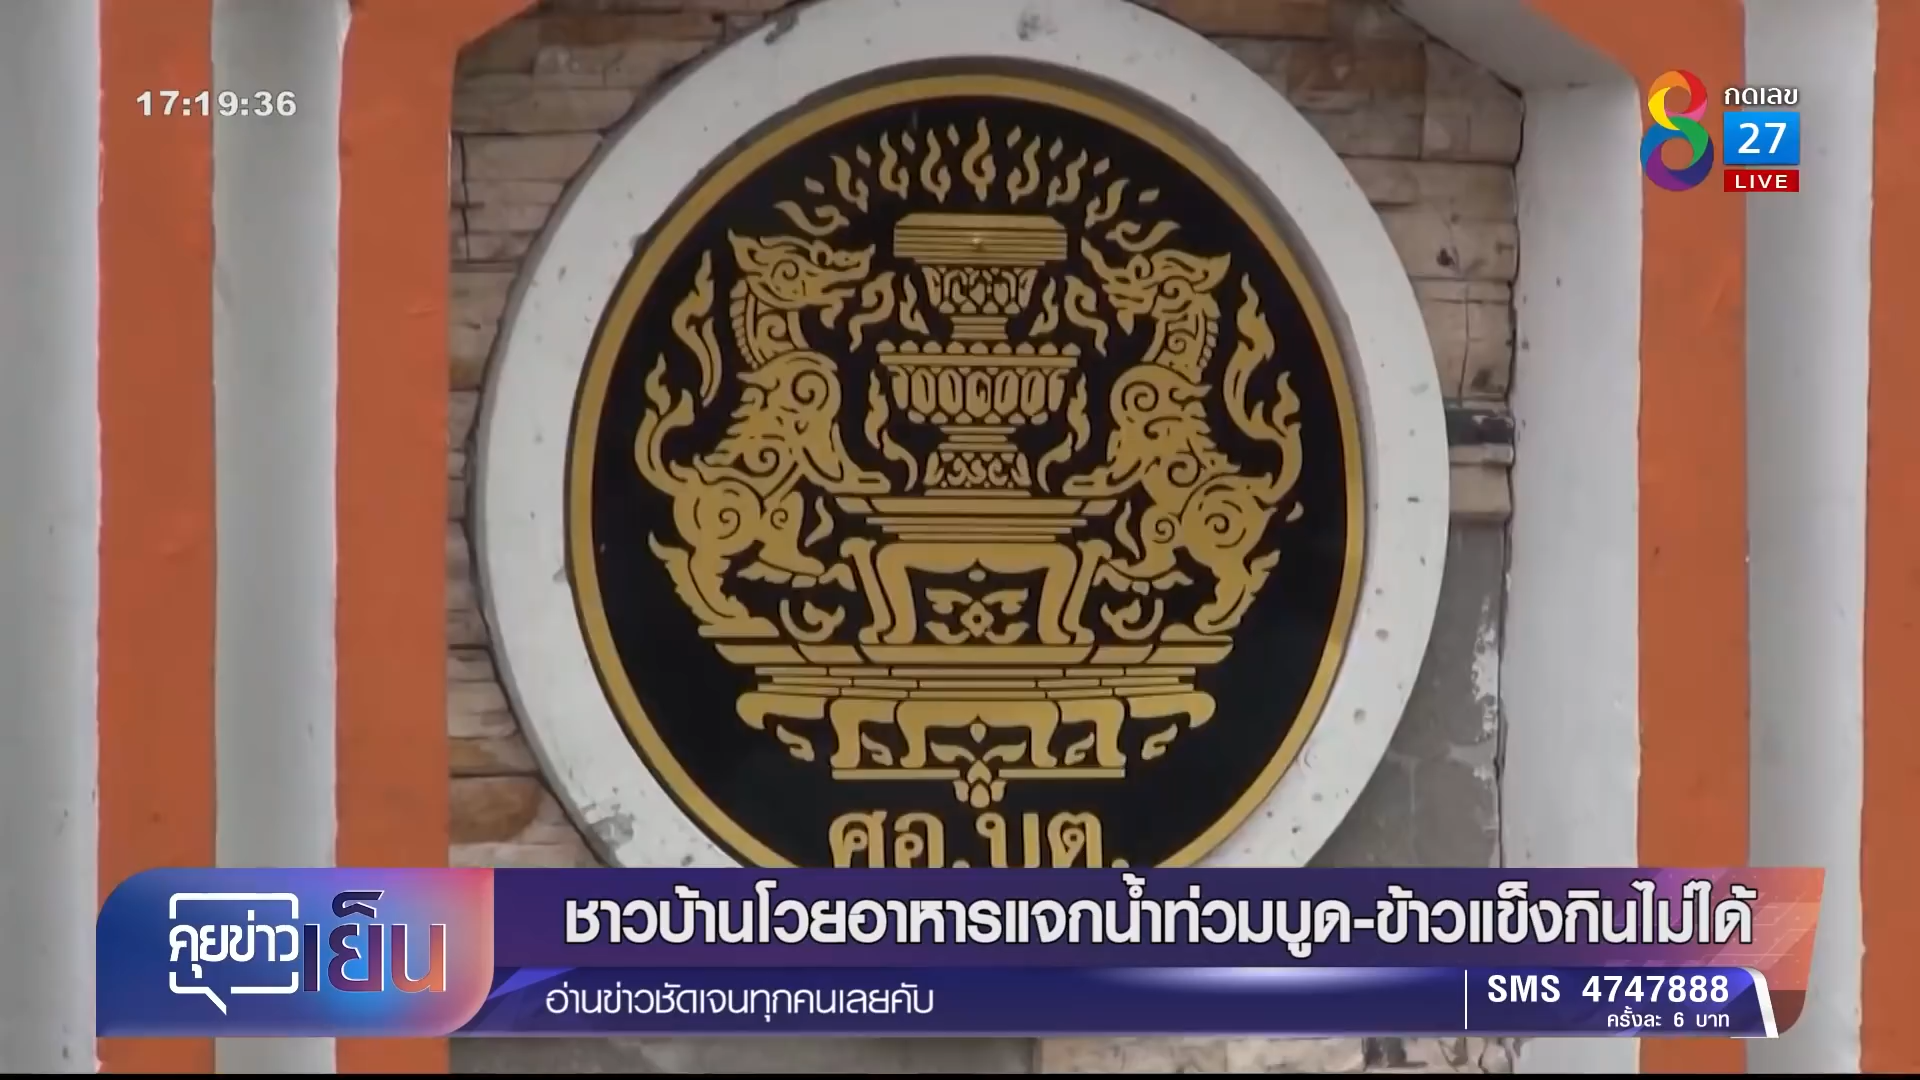 17:19:36
กดเลข
27
LIVE
ศอ.บต.
คุยข่าว
เย็น
ชาวบ้านโวยอาหารแจกน้ำท่วมบูด-ข้าวแข็งกินไม่ได้
อ่านข่าวชัดเจนทุกคนเลยคับ
SMS 4747888
ครั้งละ 6 บาท